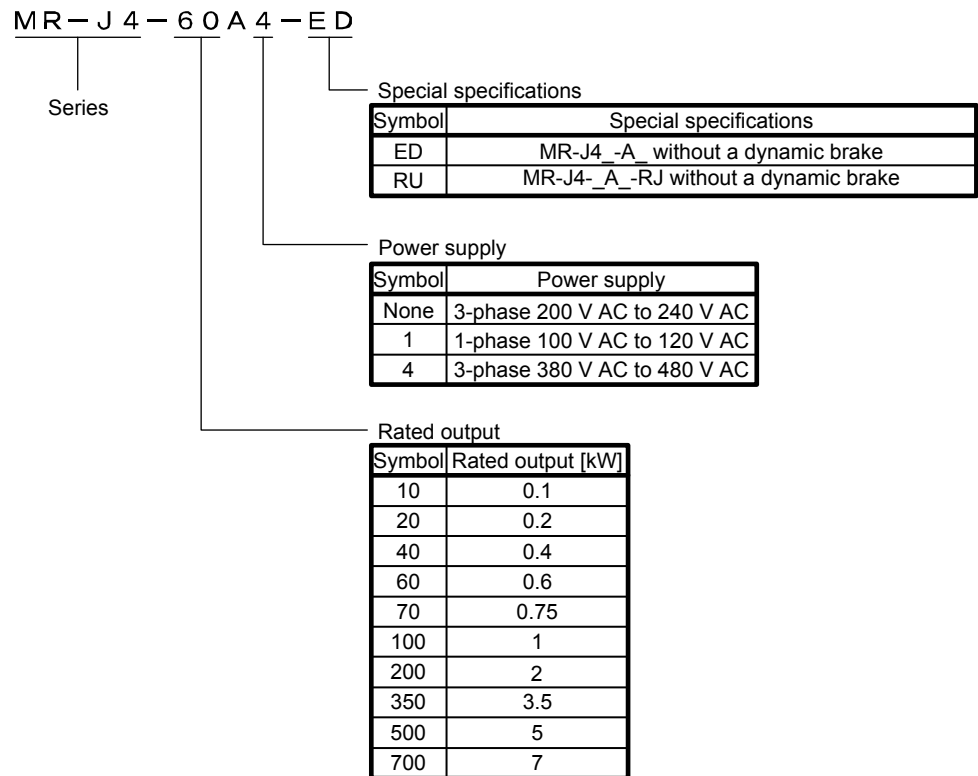 MR-J4-60A4-ED
Series
Special specifications
Symbol Special specifications
ED MR-J4_-A_ without a dynamic brake
RU MR-J4-_A_-RJ without a dynamic brake
Power supply
Symbol Power supply
None 3-phase 200 V AC to 240 V AC
1 1-phase 100 V AC to 120 V AC
4 3-phase 380 V AC to 480 V AC
Rated output
Symbol Rated output [kW]
10 0.1
20 0.2
40 0.4
60 0.6
70 0.75
100 1
200 2
350 3.5
500 5
700 7